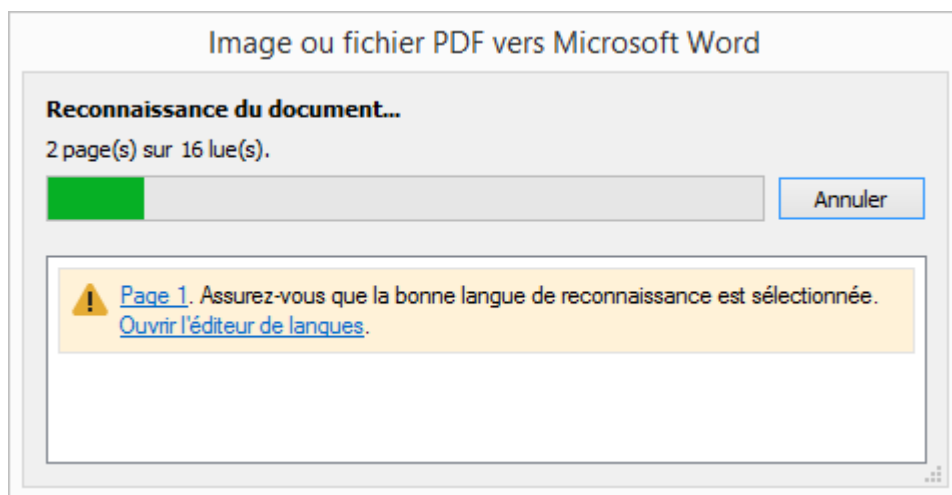 Image ou fichier PDF vers Microsoft Word
Reconnaissance du document...
2 page(s) sur 16 lue(s).
Annuler
Page 1. Assurez-vous que la bonne langue de reconnaissance est sélectionnée.
Ouvrir l'éditeur de langues.